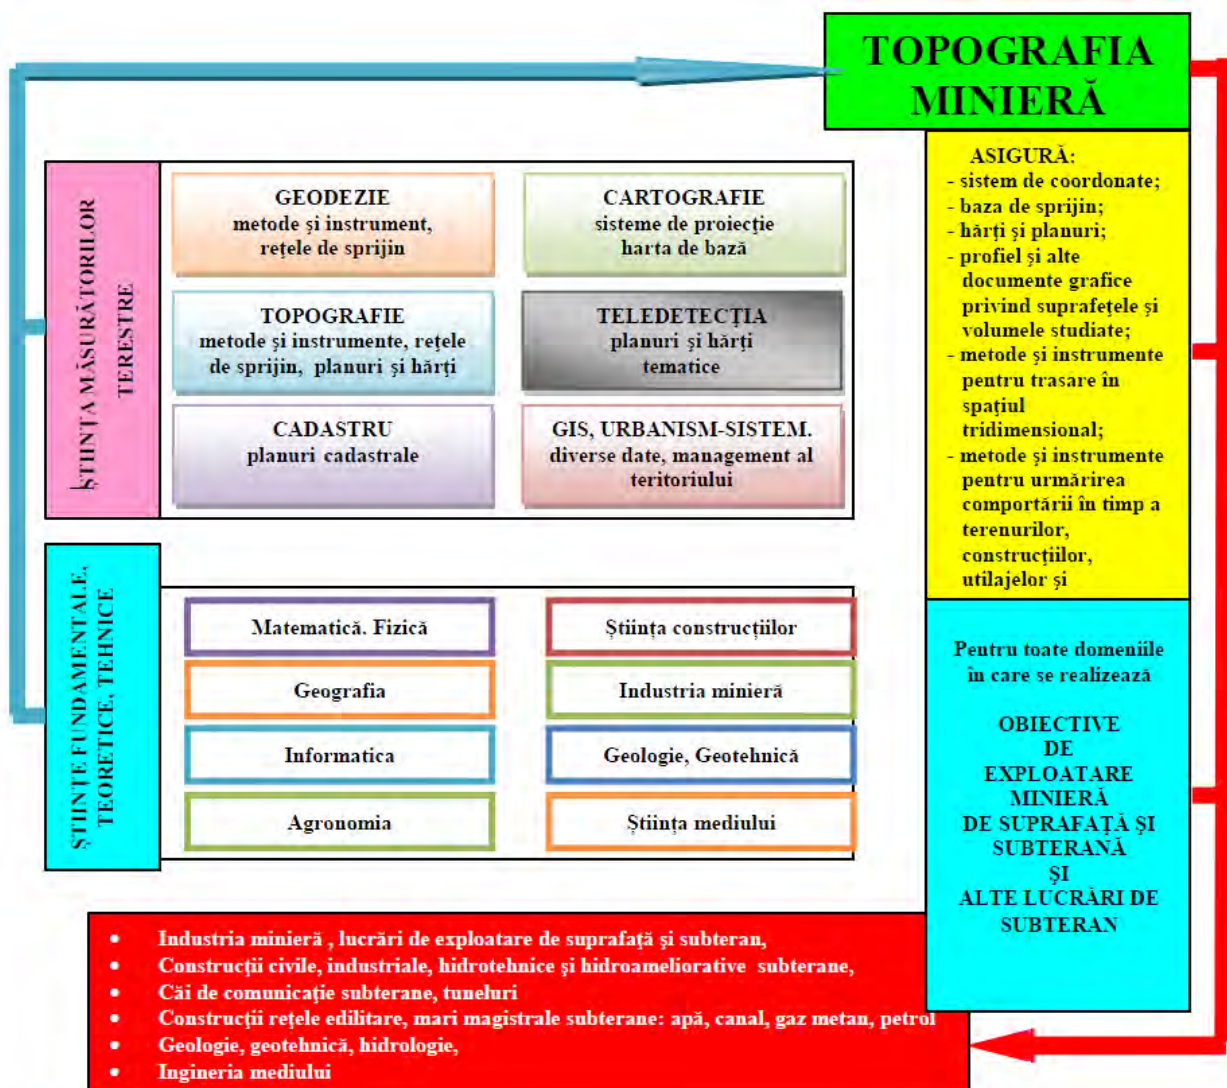 TOPOGRAFIA
MINIERĂ
ȘTIINȚA MĂSURĂTORILOR
TERESTRE
GEODEZIE
metode și instrument,
rețele de sprijin
CARTOGRAFIE
sisteme de proiecție
harta de bază
TOPOGRAFIE
metode și instrumente, rețele
de sprijin, planuri și hărți
TELEDETECȚIA
planuri și hărți
tematice
CADASTRU
planuri cadastrale
GIS, URBANISM-SISTEM.
diverse date, management al
teritoriului
ȘTIINȚE FUNDAMENTALE,
TEORETICE, TEHNICE
Matematică. Fizică
Știința construcțiilor
Geografia
Industria minieră
Informatica
Geologie, Geotehnică
Agronomia
Știința mediului
ASIGURĂ:
- sistem de coordonate;
- baza de sprijin;
- hărți și planuri;
- profiel și alte
documente grafice
privind suprafețele și
volumele studiate;
- metode și instrumente
pentru trasare în
spațiul
tridimensional;
- metode și instrumente
pentru urmărirea
comportării în timp a
terenurilor,
construcțiilor,
utilajelor și
Pentru toate domeniile
în care se realizează
OBIECTIVE
DE
EXPLOATARE
MINIERĂ
DE SUPRAFAȚĂ ȘI
SUBTERANĂ
ȘI
ALTE LUCRĂRI DE
SUBTERAN
• Industria minieră , lucrări de exploatare de suprafață și subteran,
• Construcții civile, industriale, hidrotehnice și hidroameliorative subterane,
• Căi de comunicație subterane, tuneluri
• Construcții rețele edilitare, mari magistrale subterane: apă, canal, gaz metan, petrol
• Geologie, geotehnică, hidrologie,
• Ingineria mediului